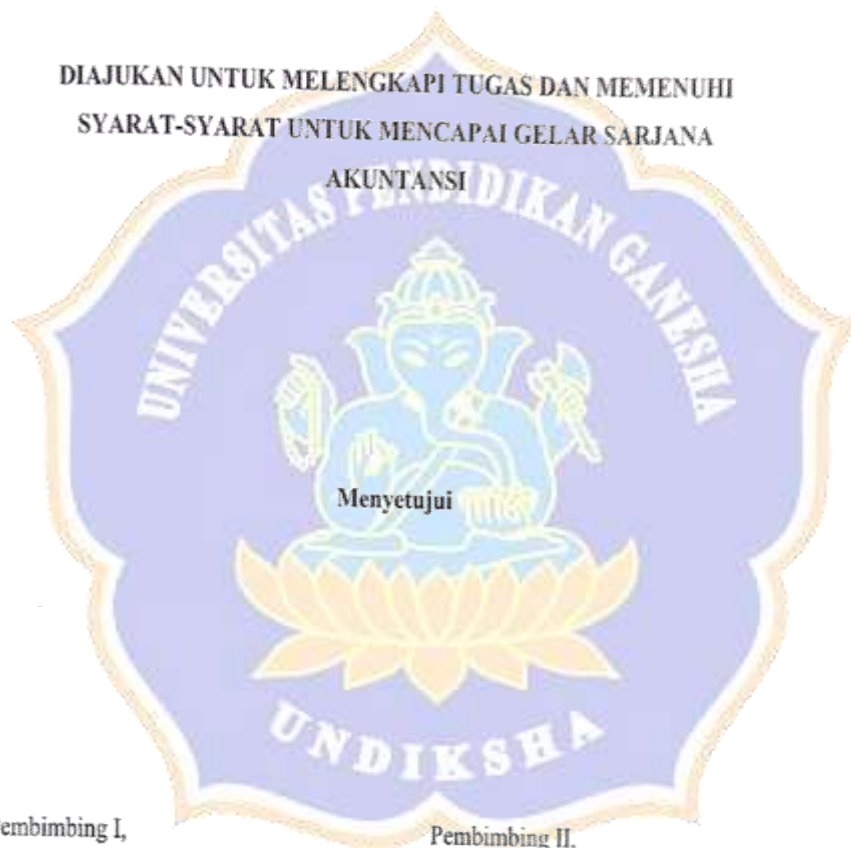 DIAJUKAN UNTUK MELENGKAPI TUGAS DAN MEMENUHI
SYARAT-SYARAT UNTUK MENCAPAI GELAR SARJANA
AKUNTANSI
UNIVERSITAS PENDIDIKAN GANESHA
Menyetujui
UNDIKSHA
embimbing I,
Pembimbing II,